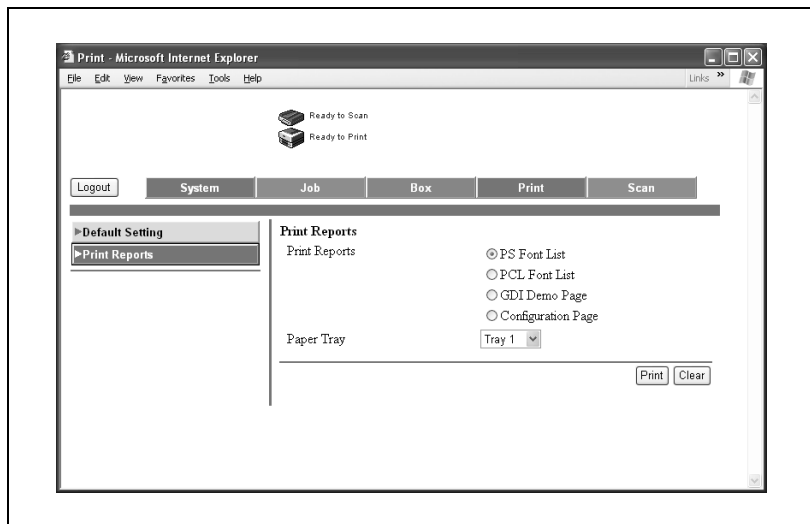 Print - Microsoft Internet Explorer
File Edit View Favorites Tools Help Links »
Ready to Scan
Ready to Print
Logout System Job Box Print Scan
Default Setting
Print Reports
Print Reports
Print Reports PS Font List
PCL Font List
GDI Demo Page
Configuration Page
Paper Tray Tray 1
Print Clear